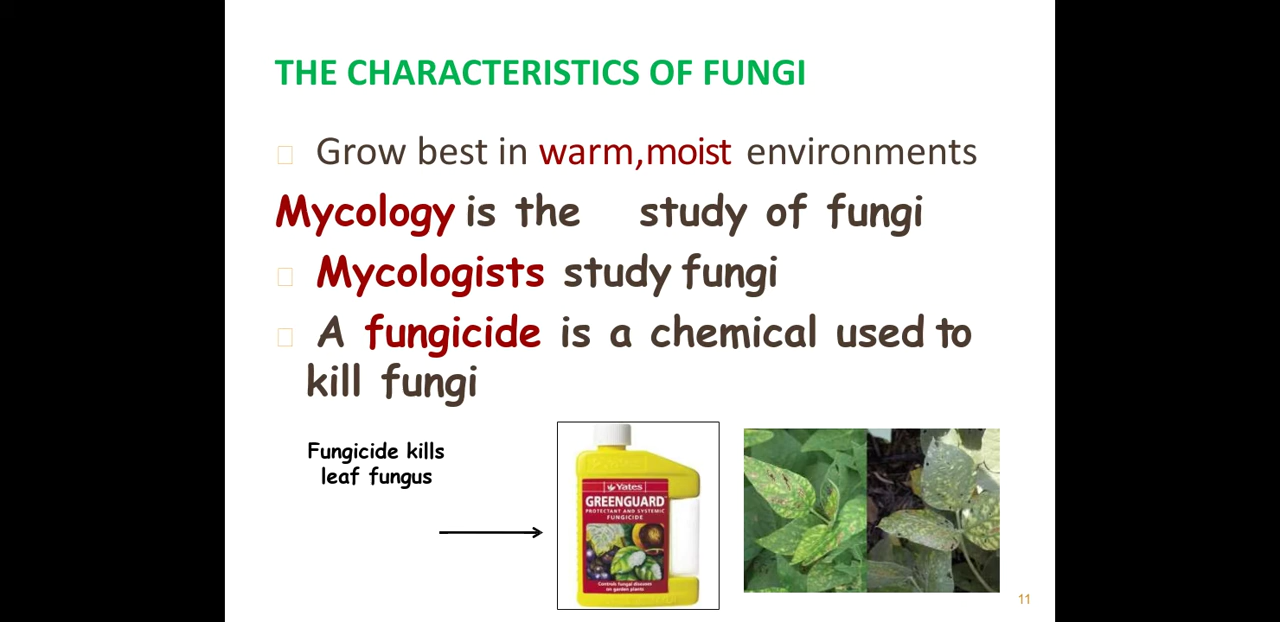 THE CHARACTERISTICS OF FUNGI
Grow best in warm,moist environments
Mycology is the study of fungi
Mycologists study fungi
A fungicide is a chemical used to
kill fungi
Fungicide kills
leaf fungus
Yates
GREENGUARD
PROTECTANT AND SYSTEMIC
FUNGICIDE
Controls fungal diseases
on garden plants
11